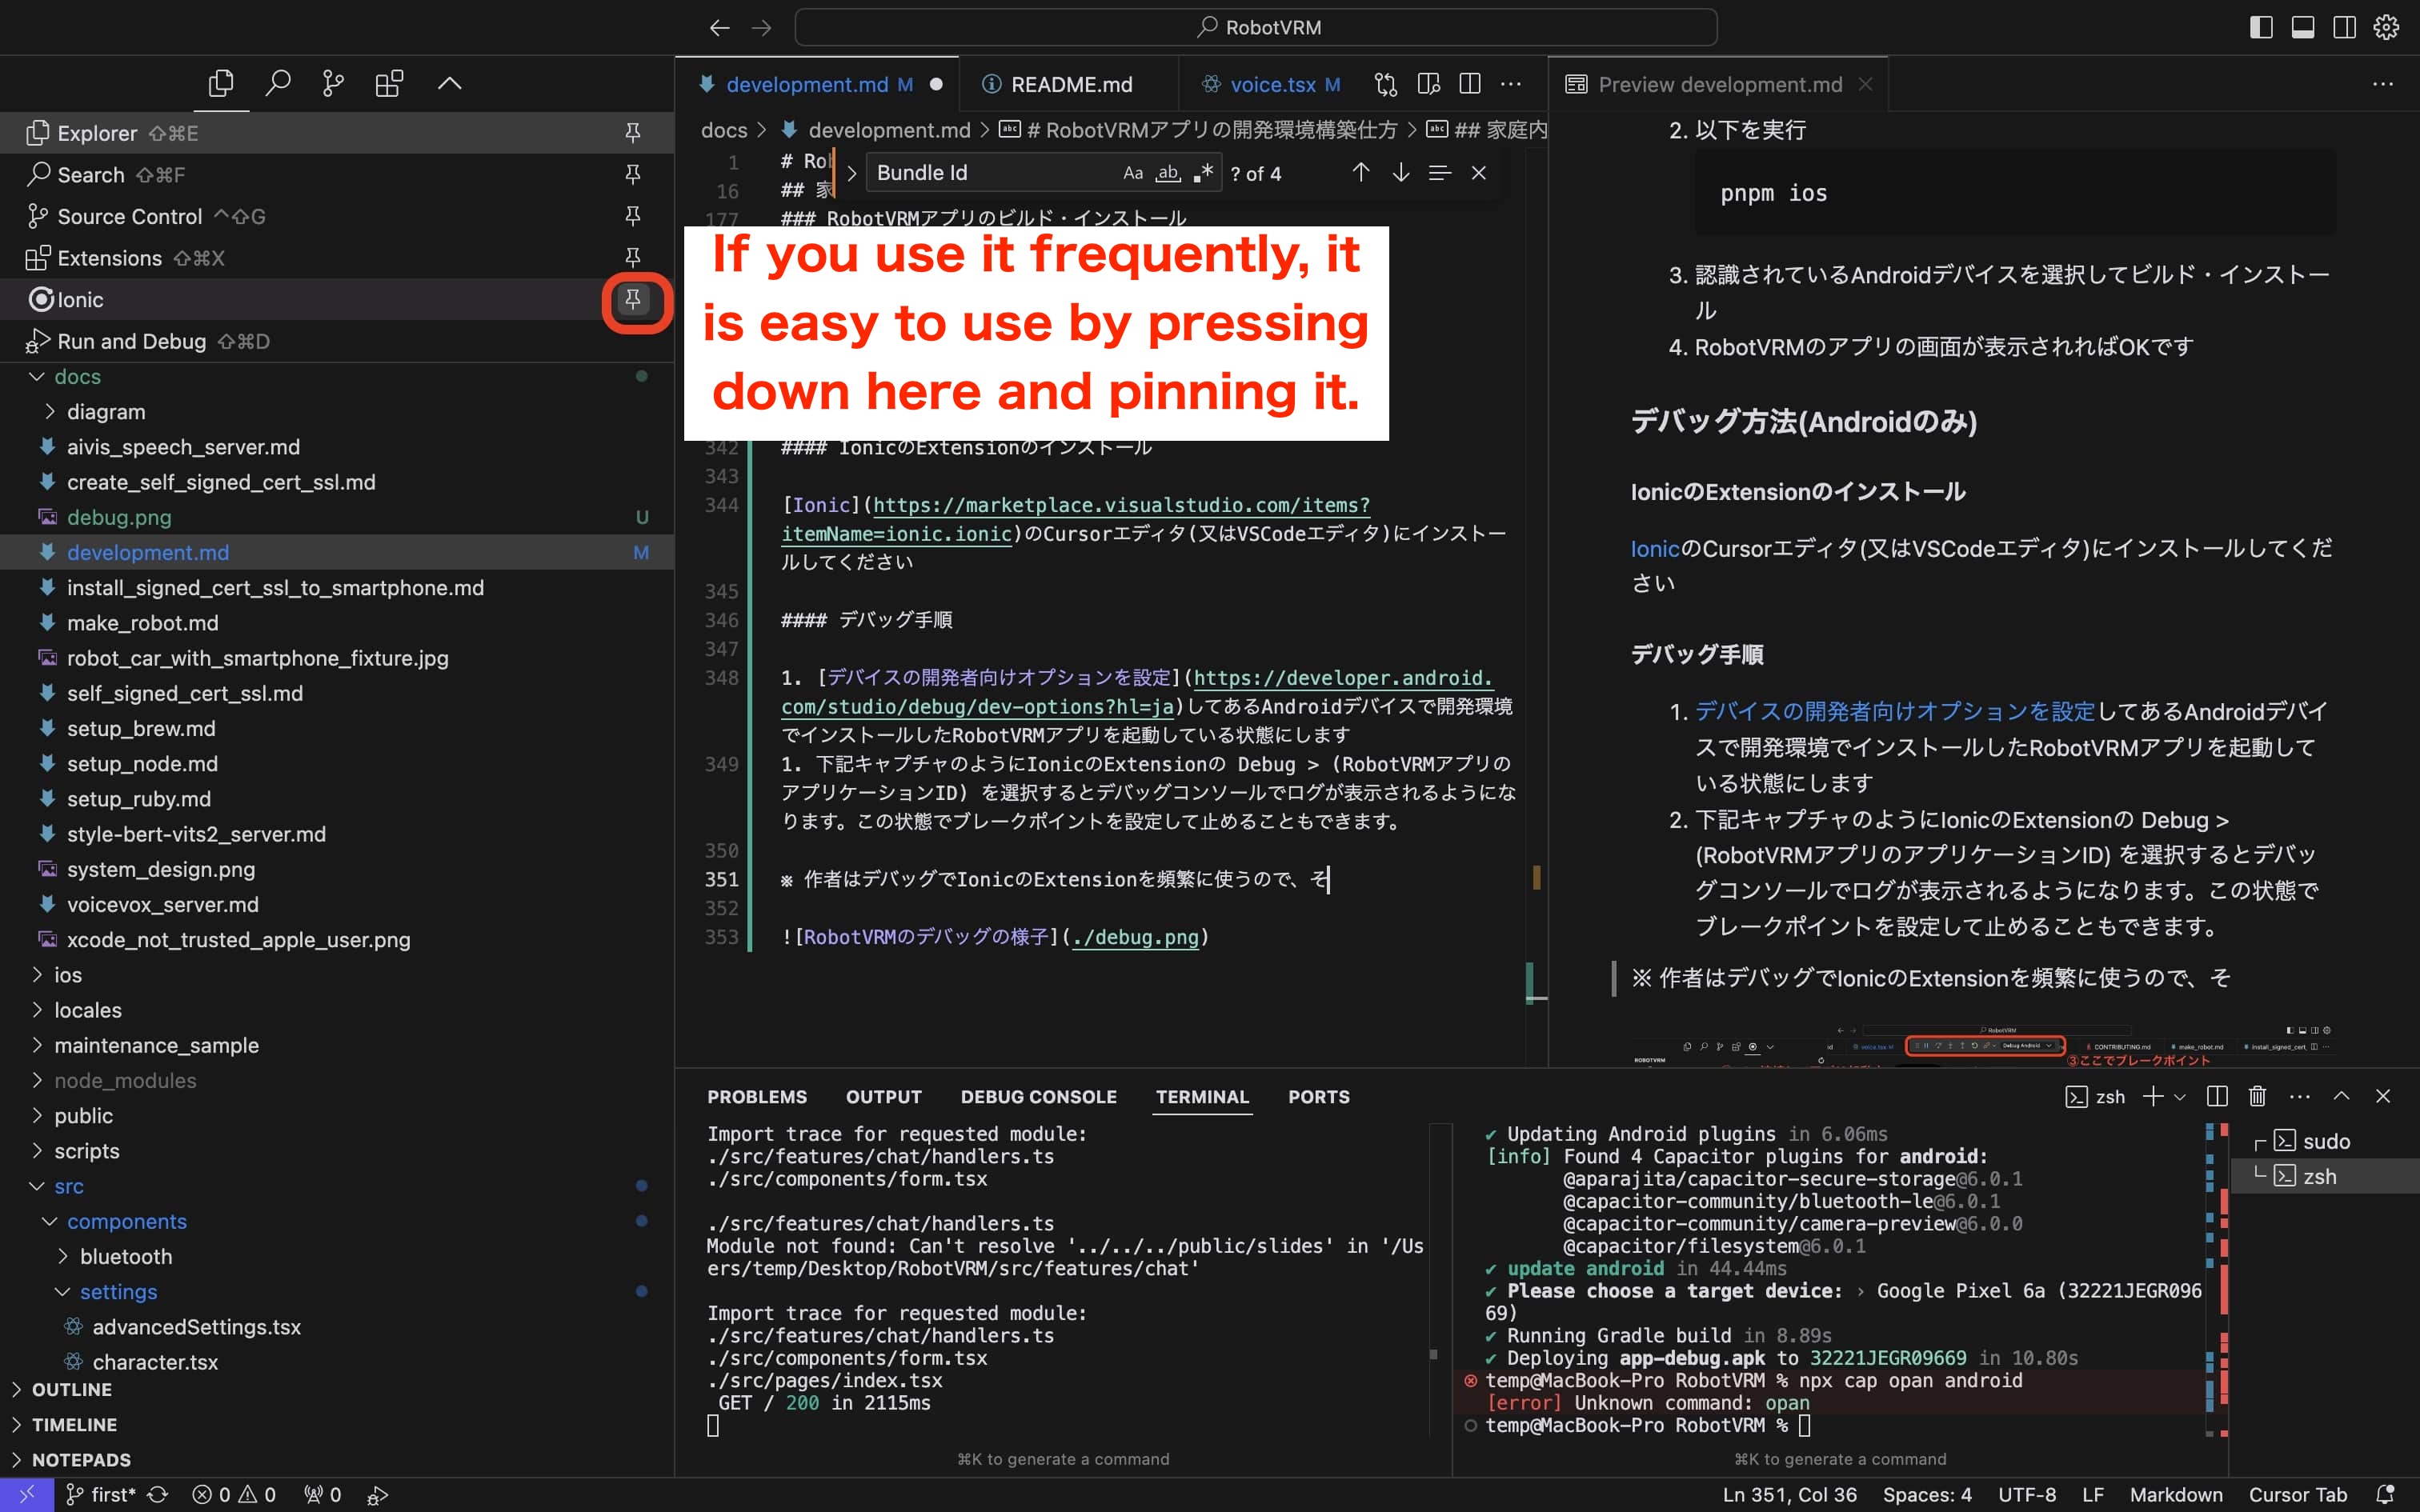 RobotVRM
Explorer ⇧⌘E
Search ⇧⌘F
Source Control ^⇧G
Extensions ⇧⌘X
Ionic
Run and Debug ⇧⌘D
docs
diagram
aivis_speech_server.md
create_self_signed_cert_ssl.md
debug.png U
development.md M
install_signed_cert_ssl_to_smartphone.md
make_robot.md
robot_car_with_smartphone_fixture.jpg
self_signed_cert_ssl.md
setup_brew.md
setup_node.md
setup_ruby.md
style-bert-vits2_server.md
system_design.png
voicevox_server.md
xcode_not_trusted_apple_user.png
ios
locales
maintenance_sample
node_modules
public
scripts
src
components
bluetooth
settings
advancedSettings.tsx
character.tsx
OUTLINE
TIMELINE
NOTEPADS
development.md M
README.md
voice.tsx M
docs > development.md > # RobotVRMアプリの開発環境構築仕方 > ## 家庭内
Bundle Id Aa ab ? of 4
1 # Ro
16 ## 家
177 ### RobotVRMアプリのビルド・インストール
If you use it frequently, it
is easy to use by pressing
down here and pinning it.
342 #### IonicのExtensionのインストール
343
344 [Ionic](https://marketplace.visualstudio.com/items?
itemName=ionic.ionic)のCursorエディタ(又はVSCodeエディタ)にインストー
ルしてください
345
346 #### デバッグ手順
347
348 1. [デバイスの開発者向けオプションを設定](https://developer.android.
com/studio/debug/dev-options?hl=ja)してあるAndroidデバイスで開発環境
でインストールしたRobotVRMアプリを起動している状態にします
349 1. 下記キャプチャのようにIonicのExtensionの Debug > (RobotVRMアプリの
アプリケーションID) を選択するとデバッグコンソールでログが表示されるようにな
ります。この状態でブレークポイントを設定して止めることもできます。
350
351 ※ 作者はデバッグでIonicのExtensionを頻繁に使うので、そ
352
353 ![RobotVRMのデバッグの様子](./debug.png)
Preview development.md
2. 以下を実行
pnpm ios
3. 認識されているAndroidデバイスを選択してビルド・インストー
ル
4. RobotVRMのアプリの画面が表示されればOKです
デバッグ方法(Androidのみ)
IonicのExtensionのインストール
IonicのCursorエディタ(又はVSCodeエディタ)にインストールしてくだ
さい
デバッグ手順
1. デバイスの開発者向けオプションを設定してあるAndroidデバイ
スで開発環境でインストールしたRobotVRMアプリを起動して
いる状態にします
2. 下記キャプチャのようにIonicのExtensionの Debug >
(RobotVRMアプリのアプリケーションID) を選択するとデバッ
グコンソールでログが表示されるようになります。この状態で
ブレークポイントを設定して止めることもできます。
※ 作者はデバッグでIonicのExtensionを頻繁に使うので、そ
RobotVRM
voice.tsx M
Debug Android
CONTRIBUTING.md
make_robot.md
install_signed_cert_
ROBOTVRM
③ここでブレークポイント
PROBLEMS OUTPUT DEBUG CONSOLE TERMINAL PORTS
zsh
Import trace for requested module:
./src/features/chat/handlers.ts
./src/components/form.tsx
./src/features/chat/handlers.ts
Module not found: Can't resolve '../../../public/slides' in '/Us
ers/temp/Desktop/RobotVRM/src/features/chat'
Import trace for requested module:
./src/features/chat/handlers.ts
./src/components/form.tsx
./src/pages/index.tsx
GET / 200 in 2115ms
⌘K to generate a command
✔ Updating Android plugins in 6.06ms
[info] Found 4 Capacitor plugins for android:
@aparajita/capacitor-secure-storage@6.0.1
@capacitor-community/bluetooth-le@6.0.1
@capacitor-community/camera-preview@6.0.0
@capacitor/filesystem@6.0.1
✔ update android in 44.44ms
✔ Please choose a target device: › Google Pixel 6a (32221JEGR096
69)
✔ Running Gradle build in 8.89s
✔ Deploying app-debug.apk to 32221JEGR09669 in 10.80s
temp@MacBook-Pro RobotVRM % npx cap opan android
[error] Unknown command: opan
temp@MacBook-Pro RobotVRM %
⌘K to generate a command
sudo
zsh
first* 0 0 0
Ln 351, Col 36 Spaces: 4 UTF-8 LF Markdown Cursor Tab